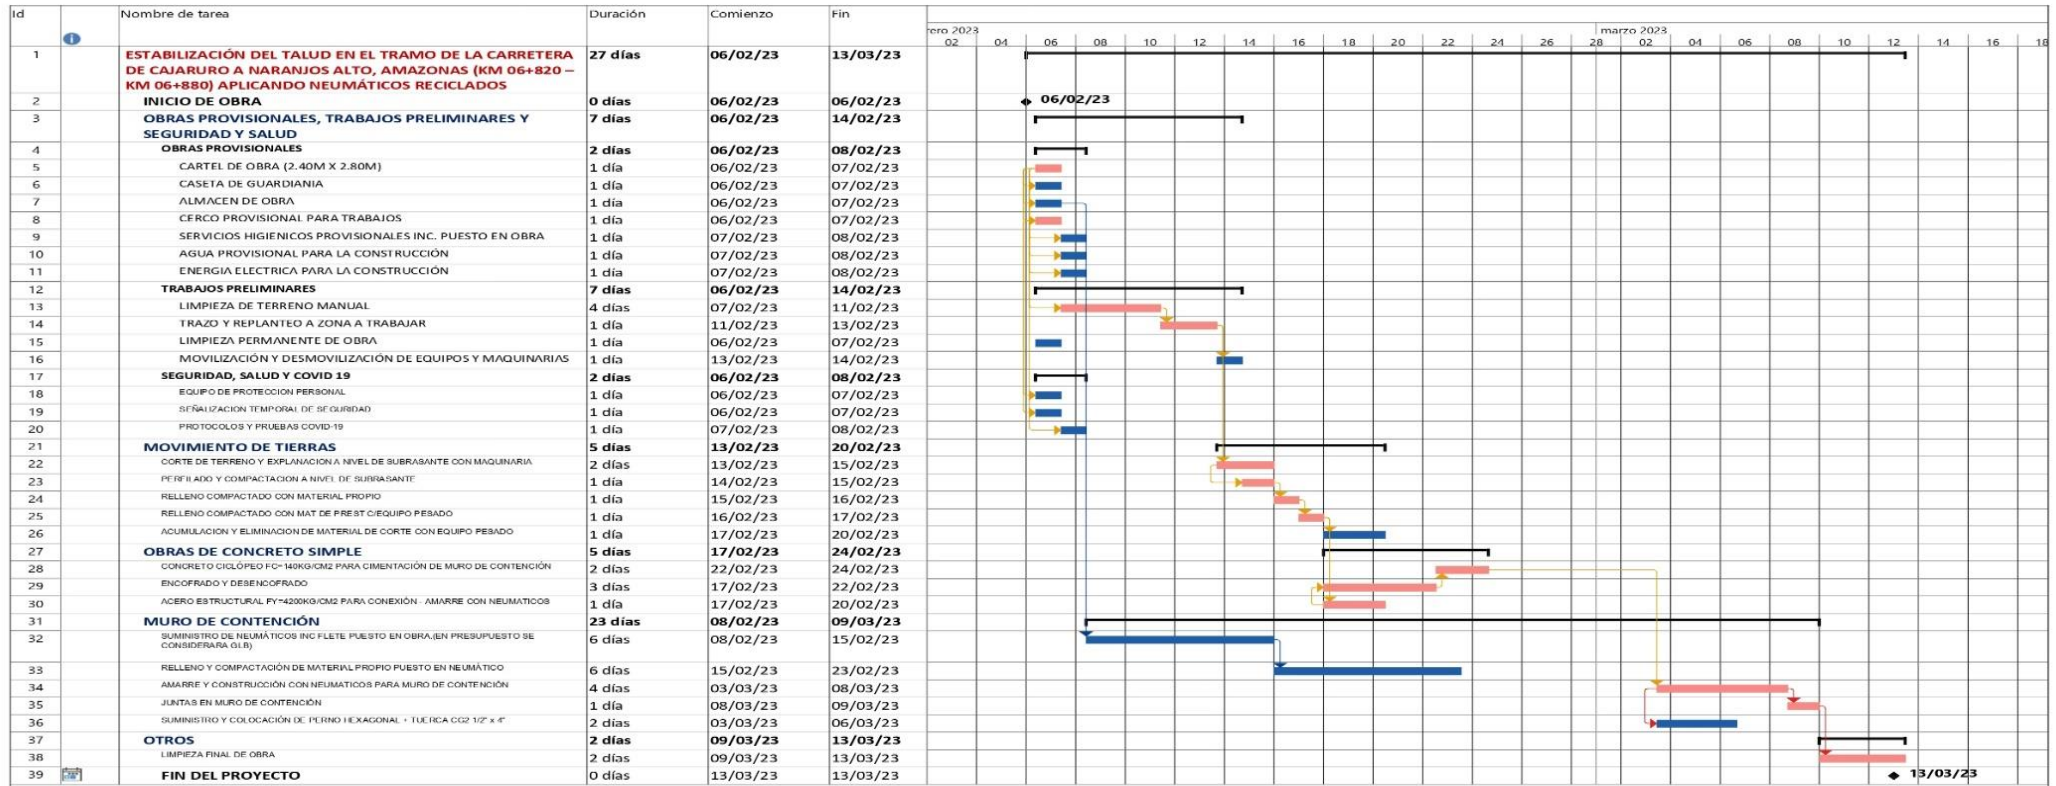 Id Nombre de tarea Duración Comienzo Fin
rero 2023 marzo 2023
02 04 06 08 10 12 14 16 18 20 22 24 26 28 02 04 06 08 10 12 14 16 18
1 ESTABILIZACIÓN DEL TALUD EN EL TRAMO DE LA CARRETERA 27 días 06/02/23 13/03/23
DE CAJARURO A NARANJOS ALTO, AMAZONAS (KM 06+820 –
KM 06+880) APLICANDO NEUMÁTICOS RECICLADOS
2 INICIO DE OBRA 0 días 06/02/23 06/02/23 06/02/23
3 OBRAS PROVISIONALES, TRABAJOS PRELIMINARES Y 7 días 06/02/23 14/02/23
SEGURIDAD Y SALUD
4 OBRAS PROVISIONALES 2 días 06/02/23 08/02/23
5 CARTEL DE OBRA (2.40M X 2.80M) 1 día 06/02/23 07/02/23
6 CASETA DE GUARDIANIA 1 día 06/02/23 07/02/23
7 ALMACEN DE OBRA 1 día 06/02/23 07/02/23
8 CERCO PROVISIONAL PARA TRABAJOS 1 día 06/02/23 07/02/23
9 SERVICIOS HIGIENICOS PROVISIONALES INC. PUESTO EN OBRA 1 día 07/02/23 08/02/23
10 AGUA PROVISIONAL PARA LA CONSTRUCCIÓN 1 día 07/02/23 08/02/23
11 ENERGIA ELECTRICA PARA LA CONSTRUCCIÓN 1 día 07/02/23 08/02/23
12 TRABAJOS PRELIMINARES 7 días 06/02/23 14/02/23
13 LIMPIEZA DE TERRENO MANUAL 4 días 07/02/23 11/02/23
14 TRAZO Y REPLANTEO A ZONA A TRABAJAR 1 día 11/02/23 13/02/23
15 LIMPIEZA PERMANENTE DE OBRA 1 día 06/02/23 07/02/23
16 MOVILIZACIÓN Y DESMOVILIZACIÓN DE EQUIPOS Y MAQUINARIAS 1 día 13/02/23 14/02/23
17 SEGURIDAD, SALUD Y COVID 19 2 días 06/02/23 08/02/23
18 EQUIPO DE PROTECCION PERSONAL 1 día 06/02/23 07/02/23
19 SEÑALIZACION TEMPORAL DE SEGURIDAD 1 día 06/02/23 07/02/23
20 PROTOCOLOS Y PRUEBAS COVID-19 1 día 07/02/23 08/02/23
21 MOVIMIENTO DE TIERRAS 5 días 13/02/23 20/02/23
22 CORTE DE TERRENO Y EXPLANACION A NIVEL DE SUBRASANTE CON MAQUINARIA 2 días 13/02/23 15/02/23
23 PERFILADO Y COMPACTACION A NIVEL DE SUBRASANTE 1 día 14/02/23 15/02/23
24 RELLENO COMPACTADO CON MATERIAL PROPIO 1 día 15/02/23 16/02/23
25 RELLENO COMPACTADO CON MAT DE PREST C/EQUIPO PESADO 1 día 16/02/23 17/02/23
26 ACUMULACION Y ELIMINACION DE MATERIAL DE CORTE CON EQUIPO PESADO 1 día 17/02/23 20/02/23
27 OBRAS DE CONCRETO SIMPLE 5 días 17/02/23 24/02/23
28 CONCRETO CICLÓPEO FC=140KG/CM2 PARA CIMENTACIÓN DE MURO DE CONTENCIÓN 2 días 22/02/23 24/02/23
29 ENCOFRADO Y DESENCOFRADO 3 días 17/02/23 22/02/23
30 ACERO ESTRUCTURAL FY=4200KG/CM2 PARA CONEXIÓN - AMARRE CON NEUMATICOS 1 día 17/02/23 20/02/23
31 MURO DE CONTENCIÓN 23 días 08/02/23 09/03/23
32 SUMINISTRO DE NEUMÁTICOS INC FLETE PUESTO EN OBRA.(EN PRESUPUESTO SE 6 días 08/02/23 15/02/23
CONSIDERARA GLB)
33 RELLENO Y COMPACTACIÓN DE MATERIAL PROPIO PUESTO EN NEUMÁTICO 6 días 15/02/23 23/02/23
34 AMARRE Y CONSTRUCCIÓN CON NEUMATICOS PARA MURO DE CONTENCIÓN 4 días 03/03/23 08/03/23
35 JUNTAS EN MURO DE CONTENCIÓN 1 día 08/03/23 09/03/23
36 SUMINISTRO Y COLOCACIÓN DE PERNO HEXAGONAL + TUERCA CG2 1/2" x 4" 2 días 03/03/23 06/03/23
37 OTROS 2 días 09/03/23 13/03/23
38 LIMPIEZA FINAL DE OBRA 2 días 09/03/23 13/03/23
39 FIN DEL PROYECTO 0 días 13/03/23 13/03/23 13/03/23